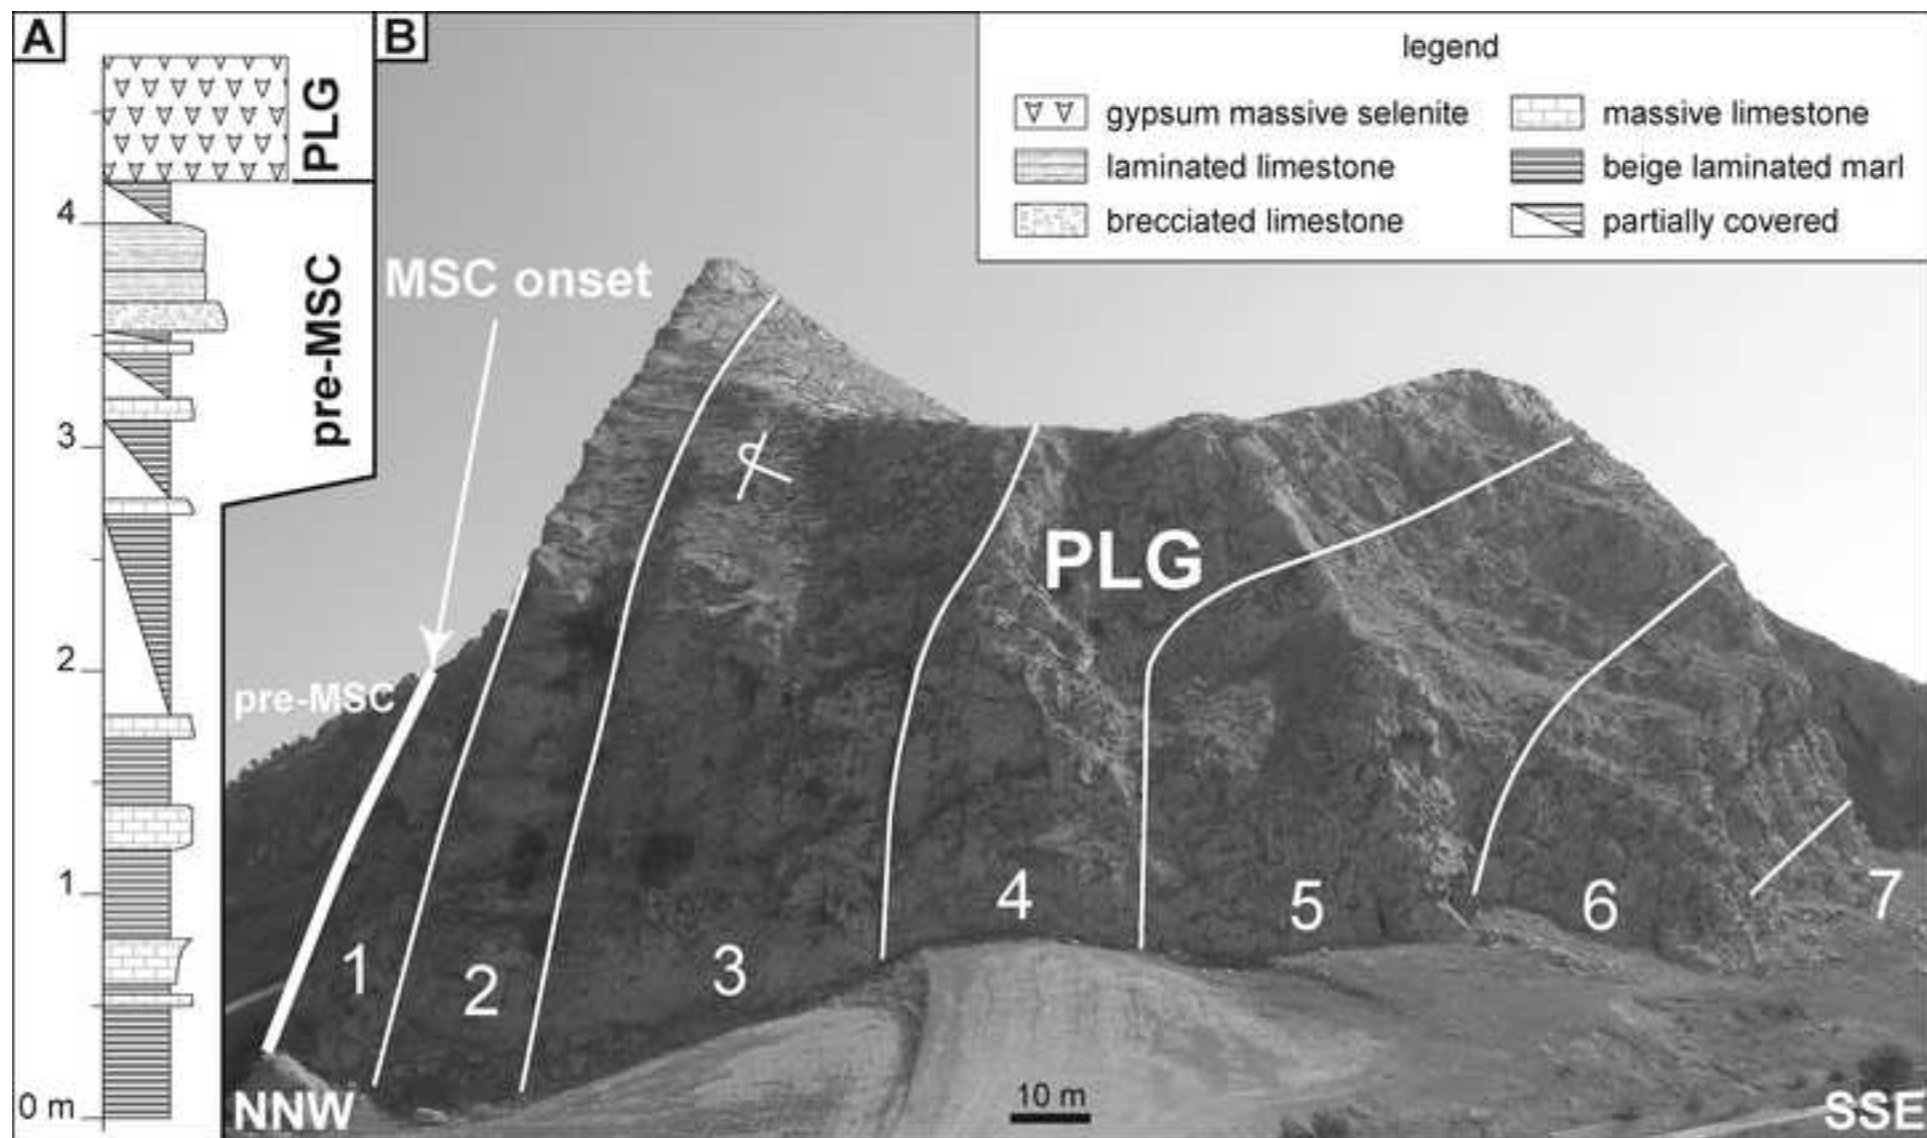 A
PLG
pre-MSC
4
3
2
1
0 m
B
legend
gypsum massive selenite
massive limestone
laminated limestone
beige laminated marl
brecciated limestone
partially covered
MSC onset
pre-MSC
PLG
1
2
3
4
5
6
7
NNW
10 m
SSE